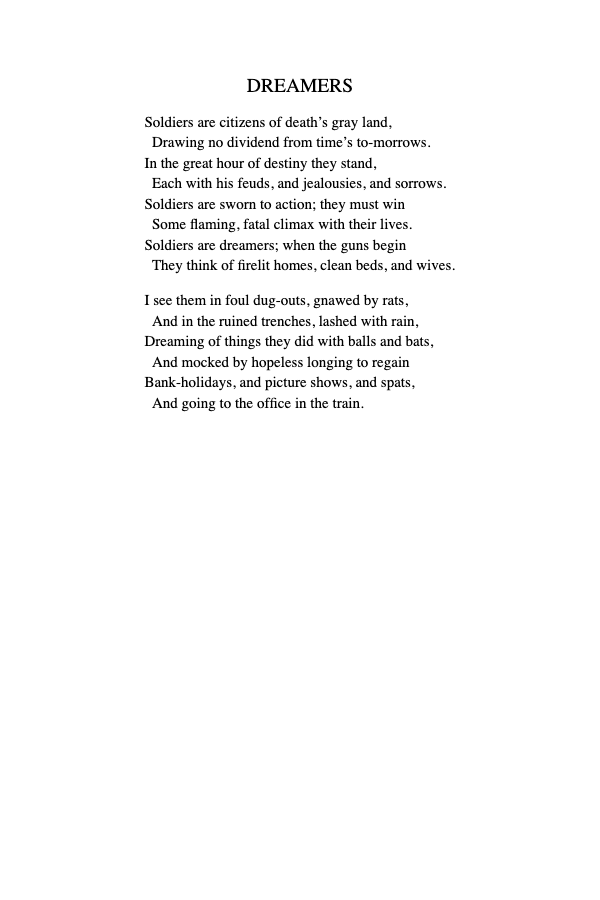 DREAMERS
Soldiers are citizens of death’s gray land,
Drawing no dividend from time’s to-morrows.
In the great hour of destiny they stand,
Each with his feuds, and jealousies, and sorrows.
Soldiers are sworn to action; they must win
Some flaming, fatal climax with their lives.
Soldiers are dreamers; when the guns begin
They think of firelit homes, clean beds, and wives.
I see them in foul dug-outs, gnawed by rats,
And in the ruined trenches, lashed with rain,
Dreaming of things they did with balls and bats,
And mocked by hopeless longing to regain
Bank-holidays, and picture shows, and spats,
And going to the office in the train.